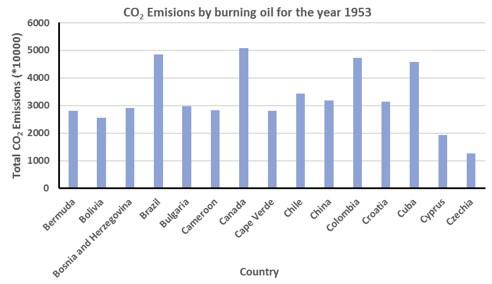 CO₂ Emisions by burning oil for the year 1953
Total CO₂ Emissions (*10000)
6000
5000
4000
3000
2000
1000
0
Bermuda
Bolivia
Bosnia and Herzegovina
Brazil
Bulgaria
Cameroon
Canada
Cape Verde
Chile
China
Colombia
Croatia
Cuba
Cyprus
Czechia
Country